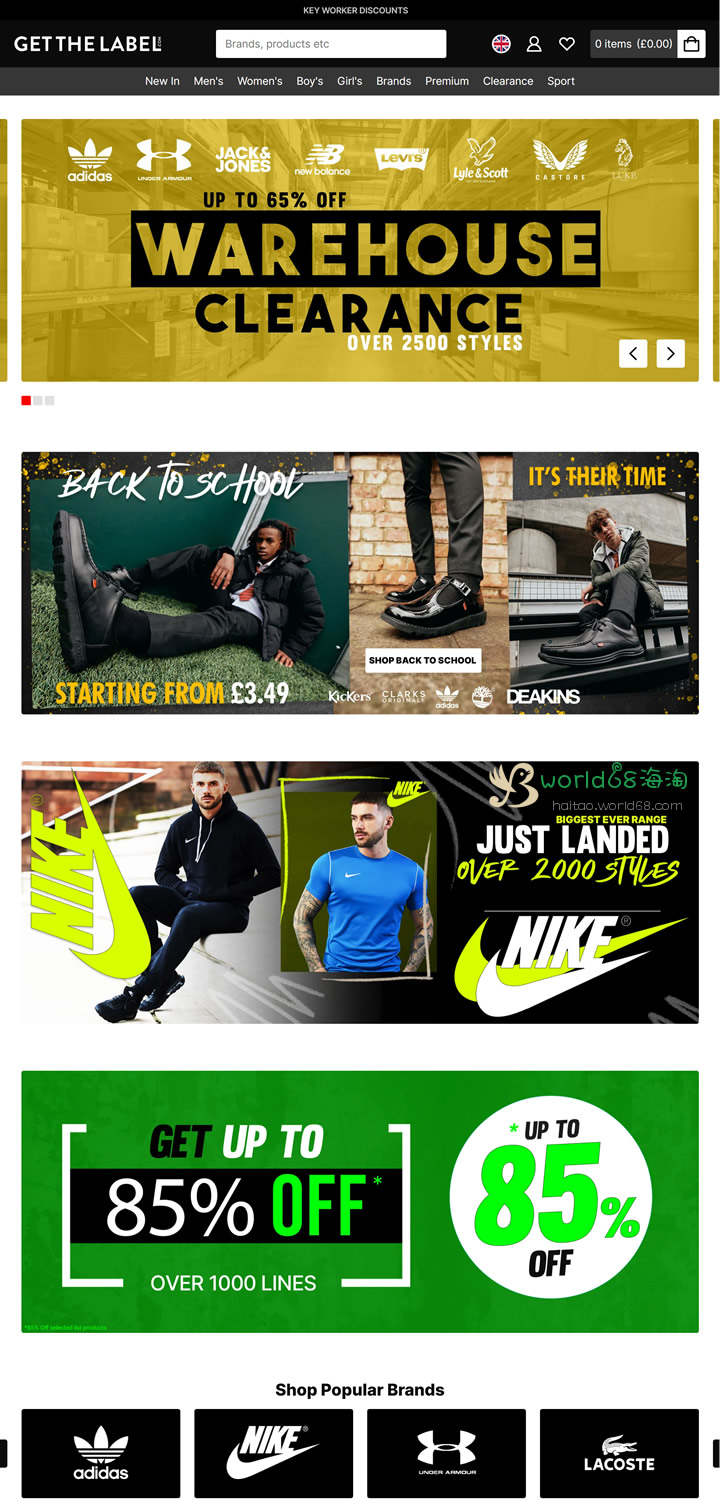 KEY WORKER DISCOUNTS
GET THE LABEL .COM
Brands, products etc
0 items (£0.00)
New In Men's Women's Boy's Girl's Brands Premium Clearance Sport
adidas
UNDER ARMOUR
JACK&
JONES
new balance
Levi's
Lyle & Scott
CASTORE
LUKE
UP TO 65% OFF
WAREHOUSE
CLEARANCE
OVER 2500 STYLES
BACK TO SCHOOL
IT'S THEIR TIME
SHOP BACK TO SCHOOL
STARTING FROM £3.49
KicKers
CLARKS
ORIGINALS
adidas
DEAKINS
NIKE
world68海淘
haitao.world68.com
BIGGEST EVER RANGE
JUST LANDED
OVER 2000 STYLES
NIKE
GET UP TO
85% OFF*
OVER 1000 LINES
* UP TO
85%
OFF
*85% Off selected list products
Shop Popular Brands
adidas
NIKE
UNDER ARMOUR
LACOSTE